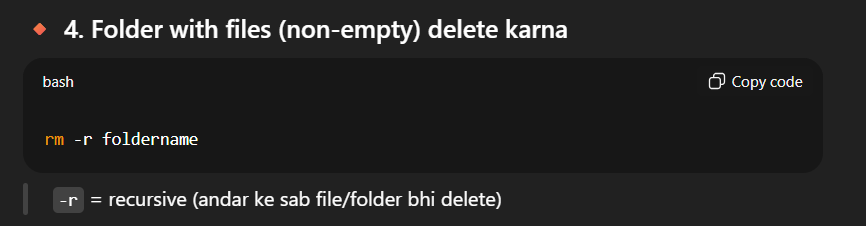 4. Folder with files (non-empty) delete karna
bash
Copy code
rm -r foldername
-r = recursive (andar ke sab file/folder bhi delete)